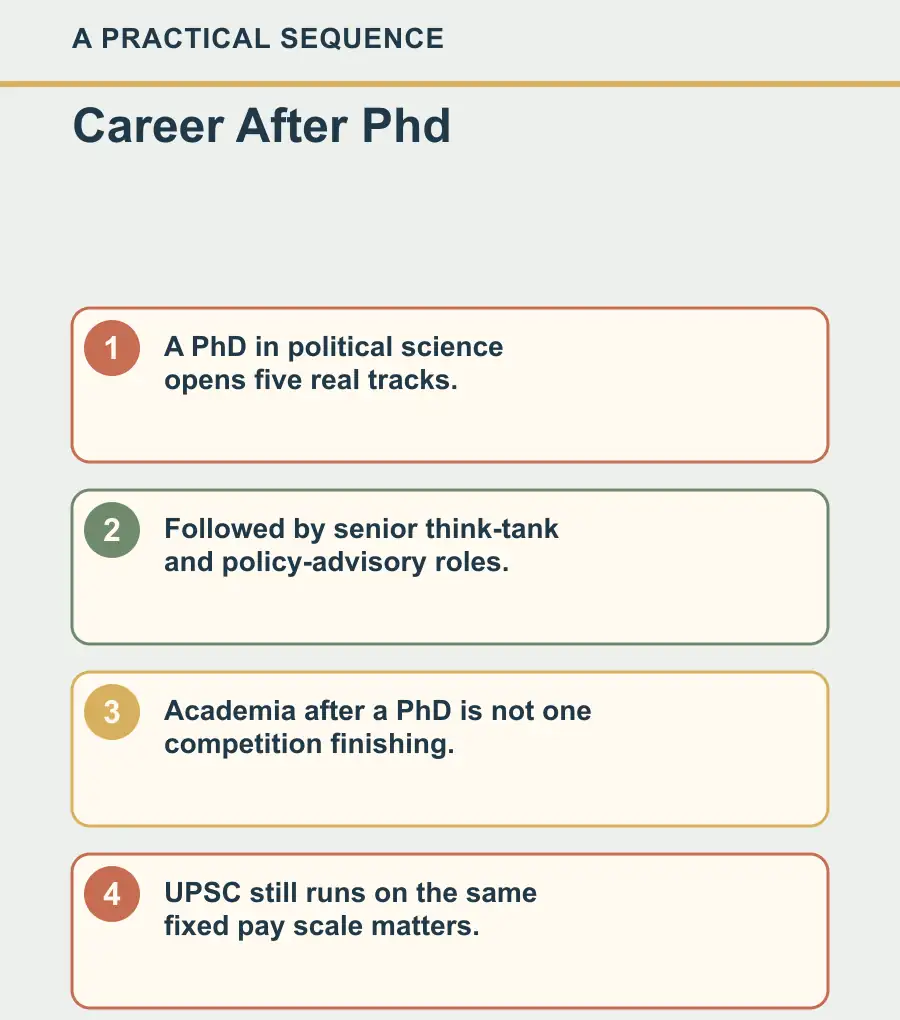 A PRACTICAL SEQUENCE
Career After Phd
1
A PhD in political science
opens five real tracks.
2
Followed by senior think-tank
and policy-advisory roles.
3
Academia after a PhD is not one
competition finishing.
4
UPSC still runs on the same
fixed pay scale matters.